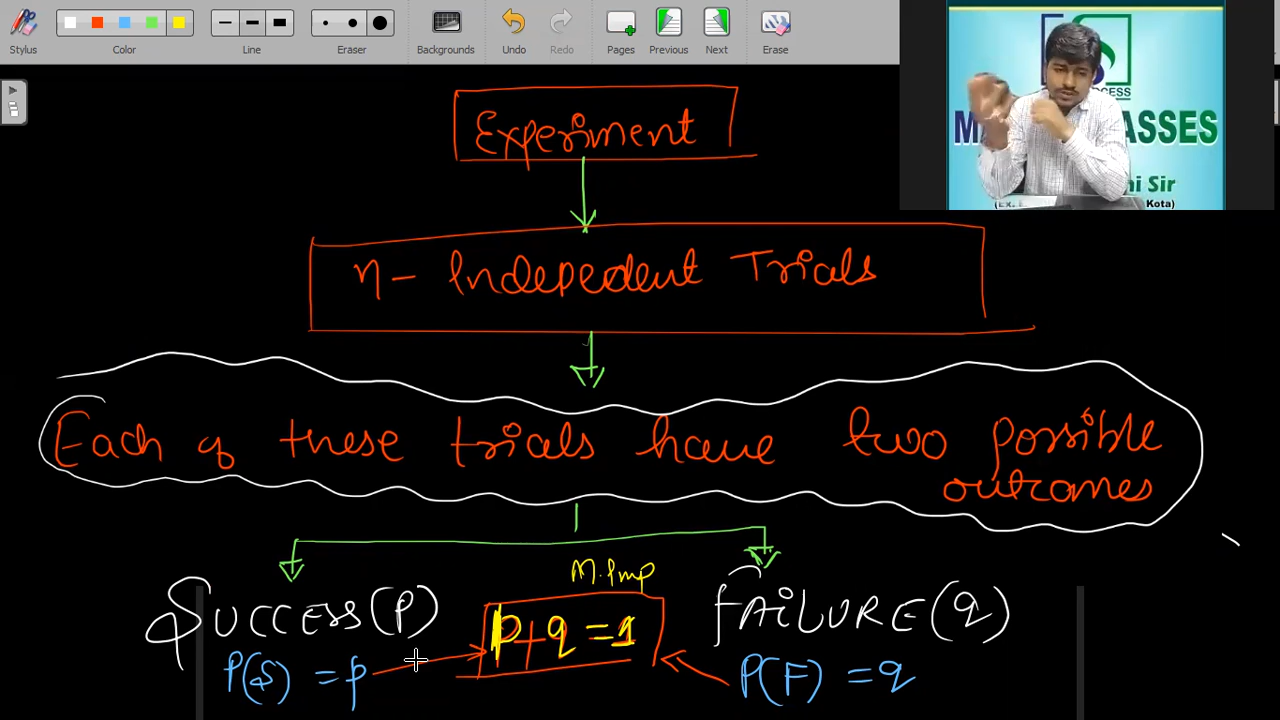 Stylus
Color
Line
Eraser
Backgrounds
Undo
Redo
Pages
Previous
Next
Erase
ASSES
Sir
Kota)
Experiment
n- Independent Trials
Each of these trials have two possible
outcomes
M.Imp
SUCCESS(p)
p+q=1
FAILURE(q)
P(S) = p
P(F) = q